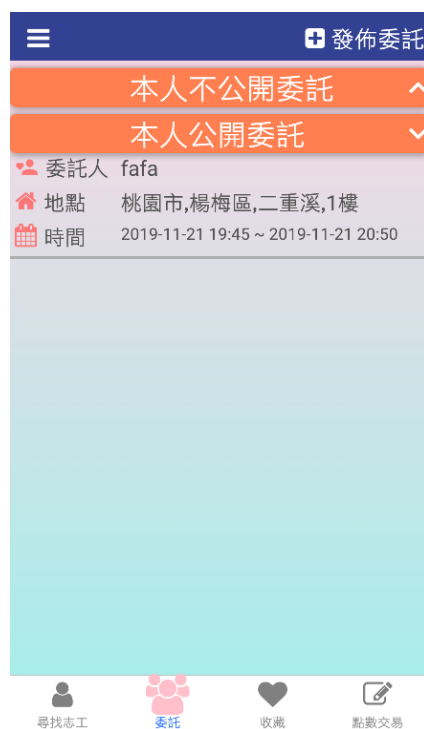 發佈委託
本人不公開委託
本人公開委託
委託人 fafa
地點 桃園市,楊梅區,二重溪,1樓
時間 2019-11-21 19:45 ~ 2019-11-21 20:50
尋找志工 委託 收藏 點數交易